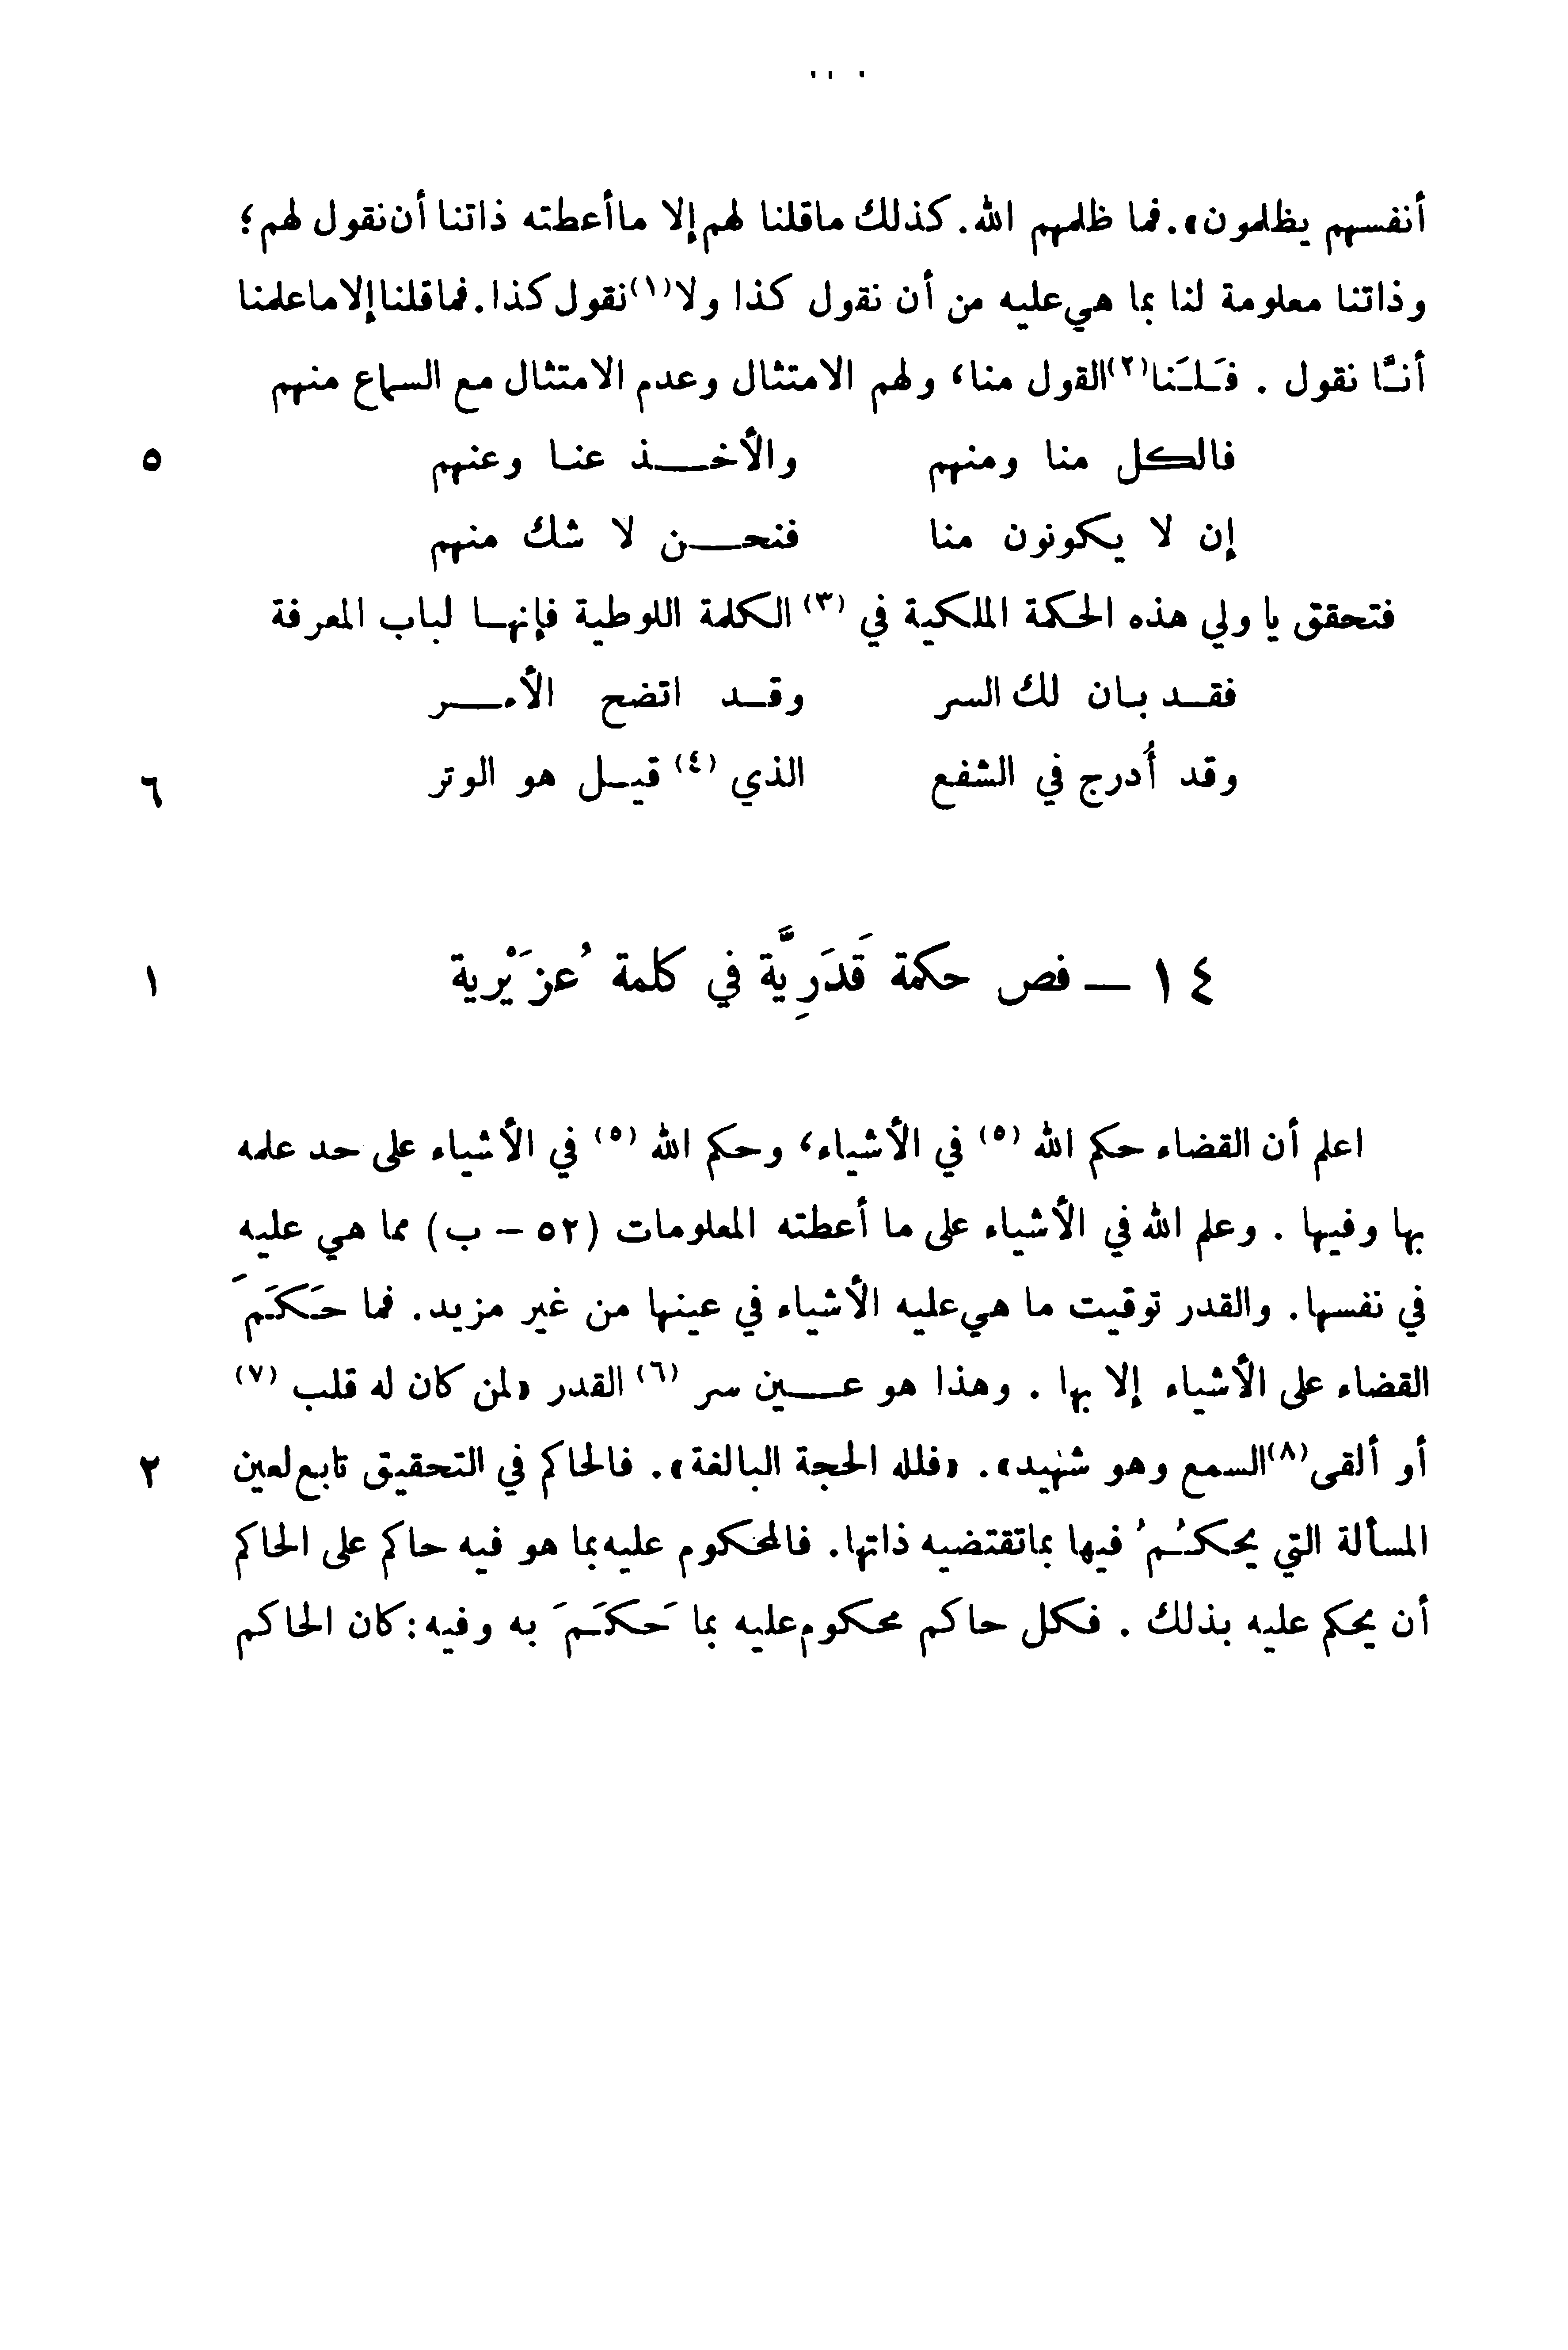 أنفسهم يظلمون». فما ظلمهم الله. كذلك ماقلنا لهم إلا ماأعطته ذاتنا أن نقول لهم؛
وذاتنا معلومة لنا بما هي عليه من أن نقول كذا ولا(١) نقول كذا. فماقلنا إلا ماعلمنا
أنَّا نقول . فَلَنا(٢) القول منا، ولهم الامتثال وعدم الامتثال مع السماع منهم
فالكل منا ومنهم والأخذ عنا وعنهم ٥
إن لا يكونون منا فنحن لا شك منهم
فتحقق يا ولي هذه الحكمة الملكية في (٣) الكلمة اللوطية فإنها لباب المعرفة
فقد بان لك السر وقد اتضح الأمر
وقد أُدرج في الشفع الذي (٤) قيل هو الوتر ٦
١٤ – فص حكمة قَدَرِيَّة في كلمة عُزَيْرية ١
اعلم أن القضاء حكم الله (٥) في الأشياء، وحكم الله (٥) في الأشياء على حد علمه
بها وفيها . وعلم الله في الأشياء على ما أعطته المعلومات (٥٢ – ب) مما هي عليه
في نفسها. والقدر توقيت ما هي عليه الأشياء في عينها من غير مزيد. فما حَكَمَ
القضاء على الأشياء إلا بها . وهذا هو عين سر (٦) القدر «لمن كان له قلب (٧)
أو ألقى(٨) السمع وهو شهيد». «فلله الحجة البالغة». فالحاكم في التحقيق تابع لعين ٢
المسألة التي يحكُمُ فيها بماتقتضيه ذاتها. فالمحكوم عليه بما هو فيه حاكم على الحاكم
أن يحكم عليه بذلك . فكل حاكم محكوم عليه بما حَكَمَ به وفيه: كان الحاكم